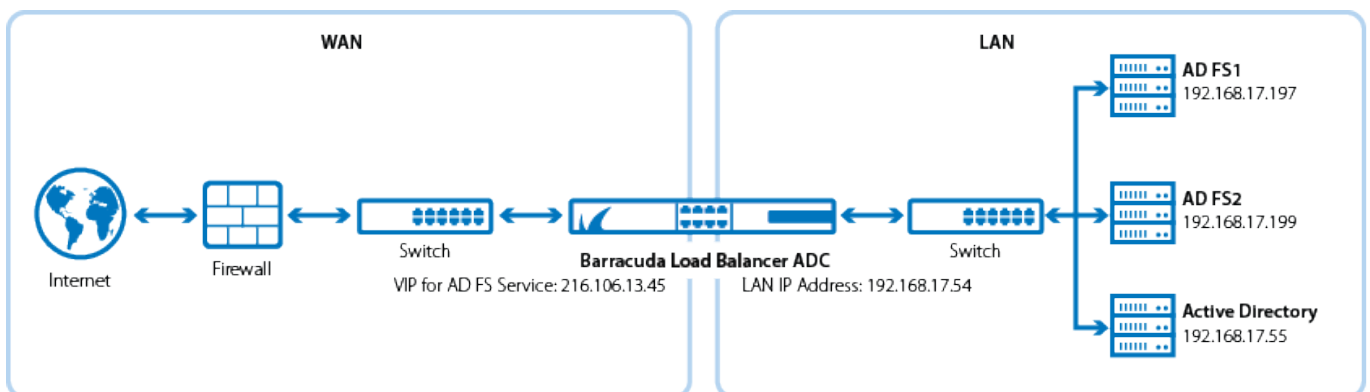 WAN
LAN
AD FS1
192.168.17.197
AD FS2
192.168.17.199
Internet
Firewall
Switch
Barracuda Load Balancer ADC
Switch
VIP for AD FS Service: 216.106.13.45
LAN IP Address: 192.168.17.54
Active Directory
192.168.17.55